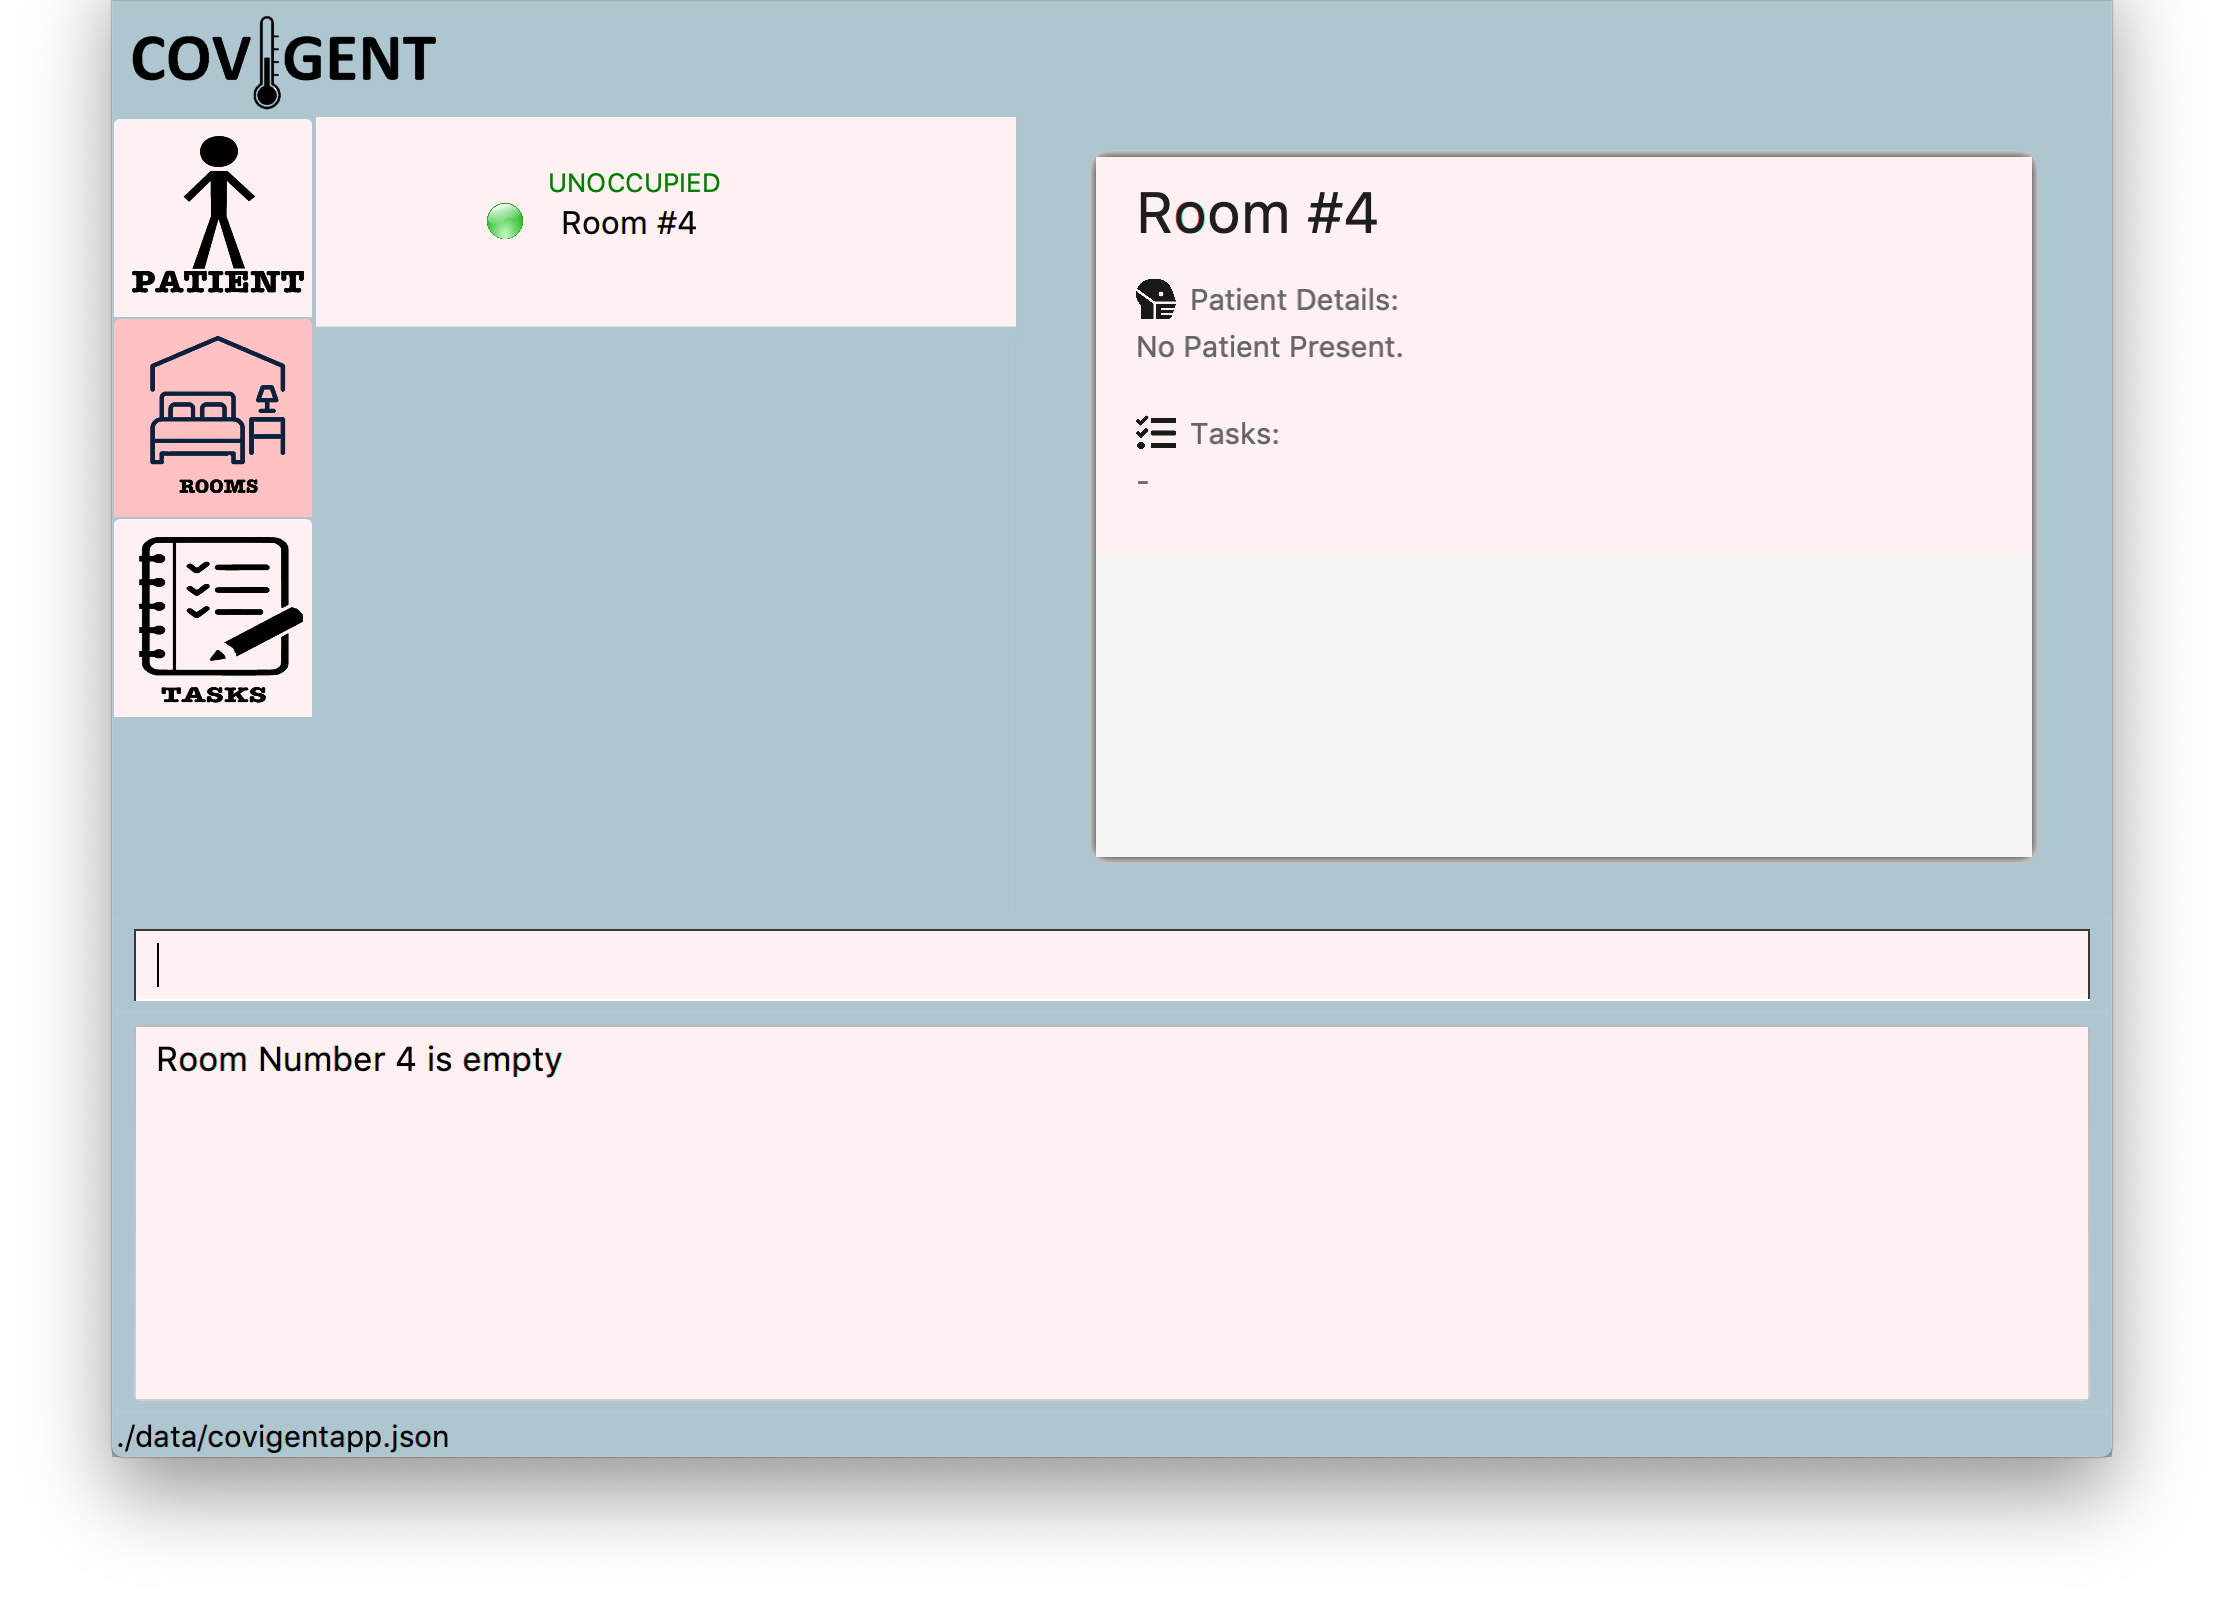 COVIGENT
PATIENT
ROOMS
TASKS
UNOCCUPIED
Room #4
Room #4
Patient Details:
No Patient Present.
Tasks:
-
Room Number 4 is empty
./data/covigentapp.json